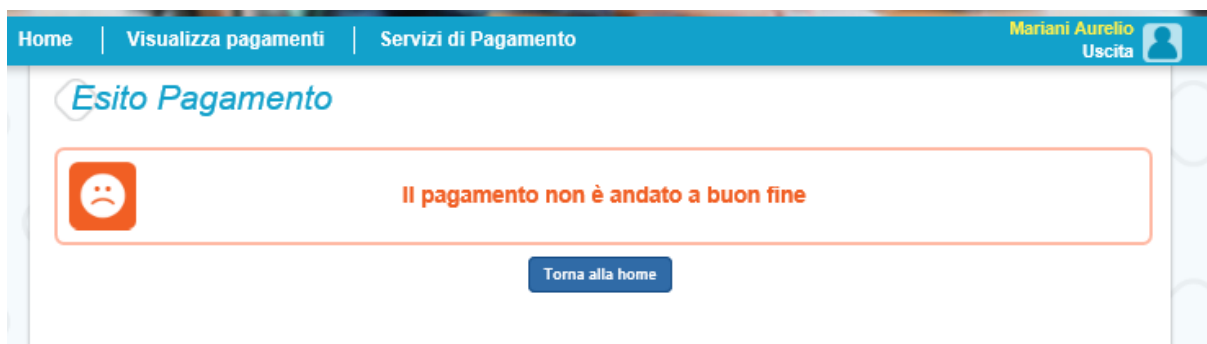 Home
Visualizza pagamenti
Servizi di Pagamento
Mariani Aurelio
Uscita
Esito Pagamento
Il pagamento non è andato a buon fine
Torna alla home